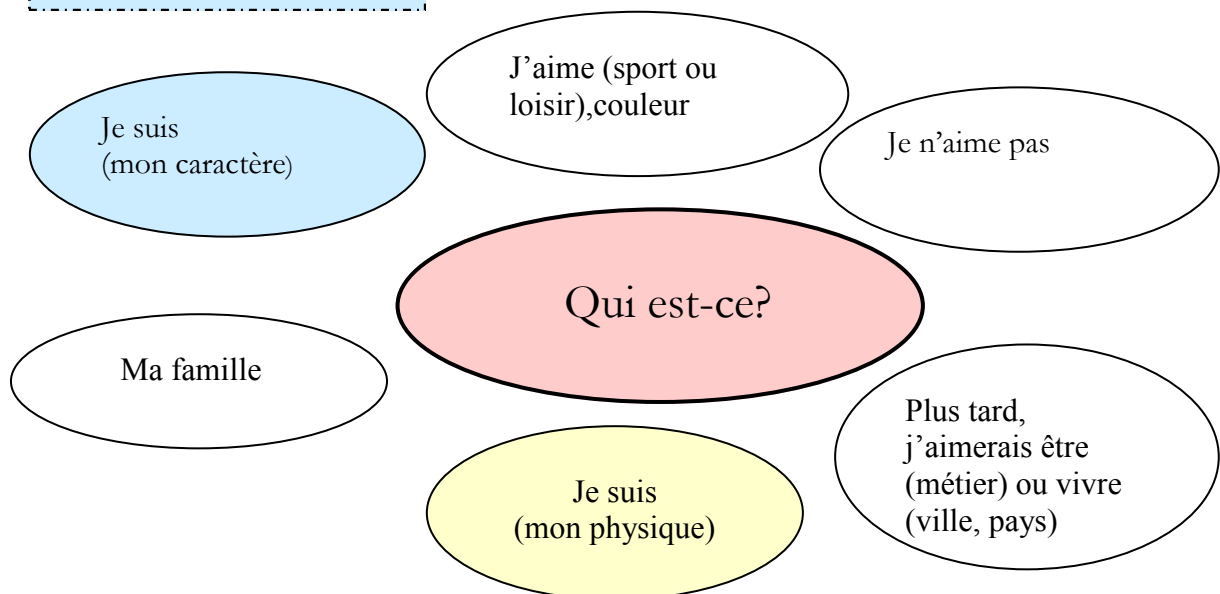 J’aime (sport ou
loisir),couleur
Je suis
(mon caractère)
Je n’aime pas
Qui est-ce?
Ma famille
Plus tard,
j’aimerais être
(métier) ou vivre
(ville, pays)
Je suis
(mon physique)